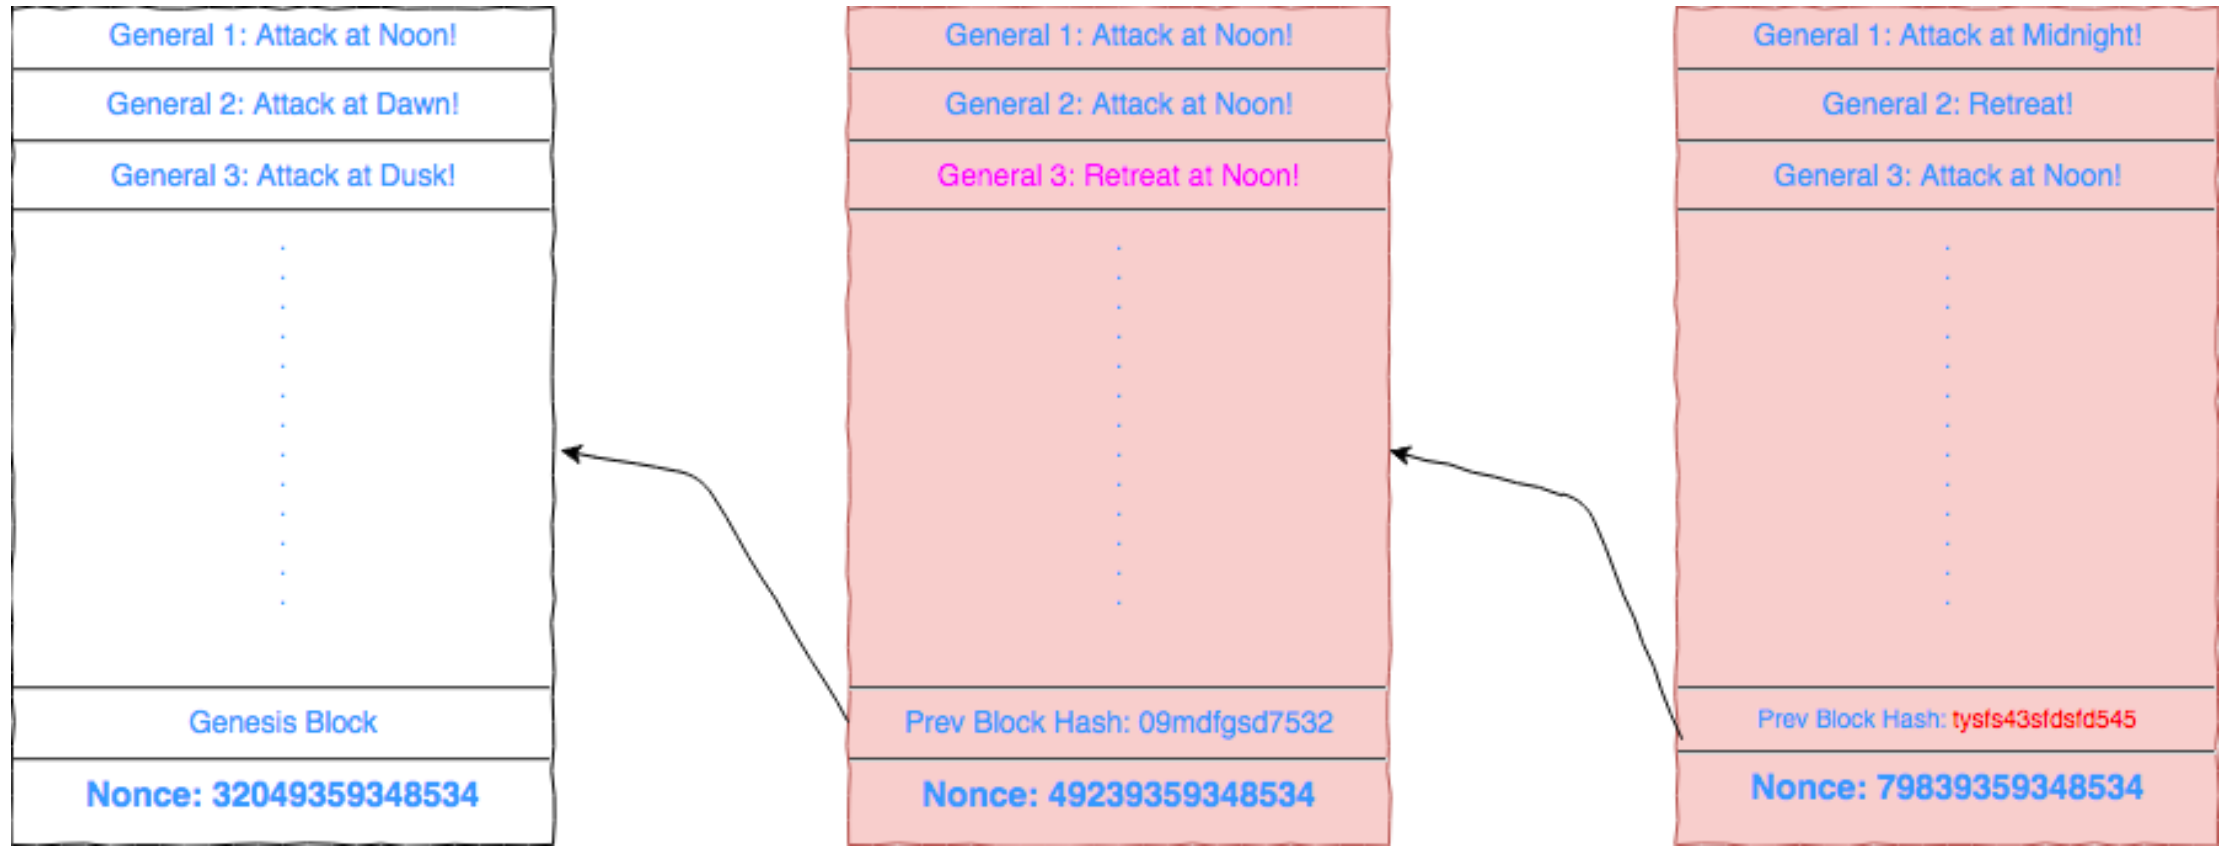 General 1: Attack at Noon!
General 2: Attack at Dawn!
General 3: Attack at Dusk!
Genesis Block
Nonce: 32049359348534
General 1: Attack at Noon!
General 2: Attack at Noon!
General 3: Retreat at Noon!
Prev Block Hash: 09mdfgsd7532
Nonce: 49239359348534
General 1: Attack at Midnight!
General 2: Retreat!
General 3: Attack at Noon!
Prev Block Hash: tysfs43sfdsfd545
Nonce: 79839359348534